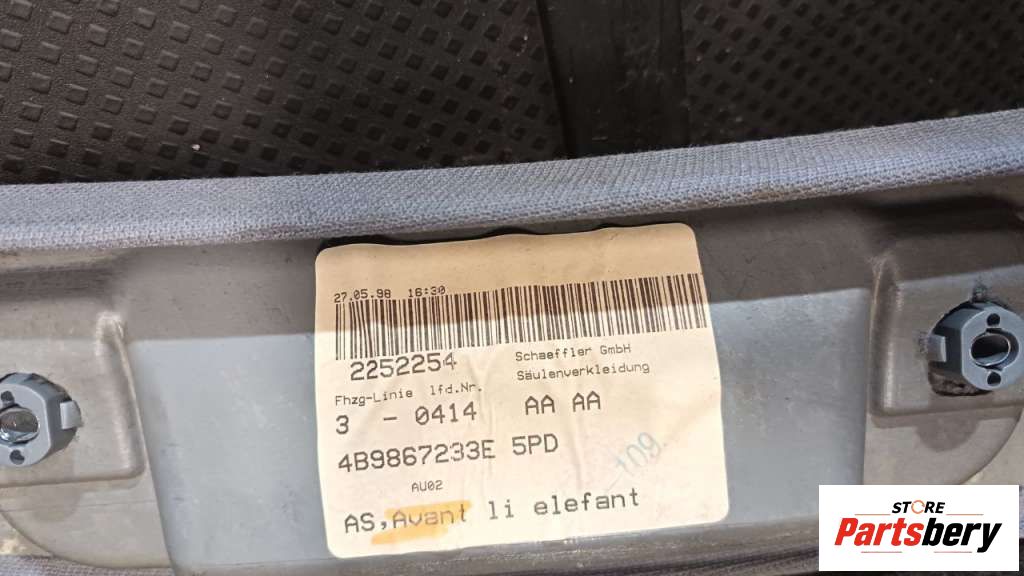 27.05.98 16:30
2252254
Schaeffler GmbH
Säulenverkleidung
Fhzg-Linie lfd.Nr.
3 - 0414 AA AA
4B9867233E 5PD
AU02
AS,Avant li elefant
STORE
Partsbery